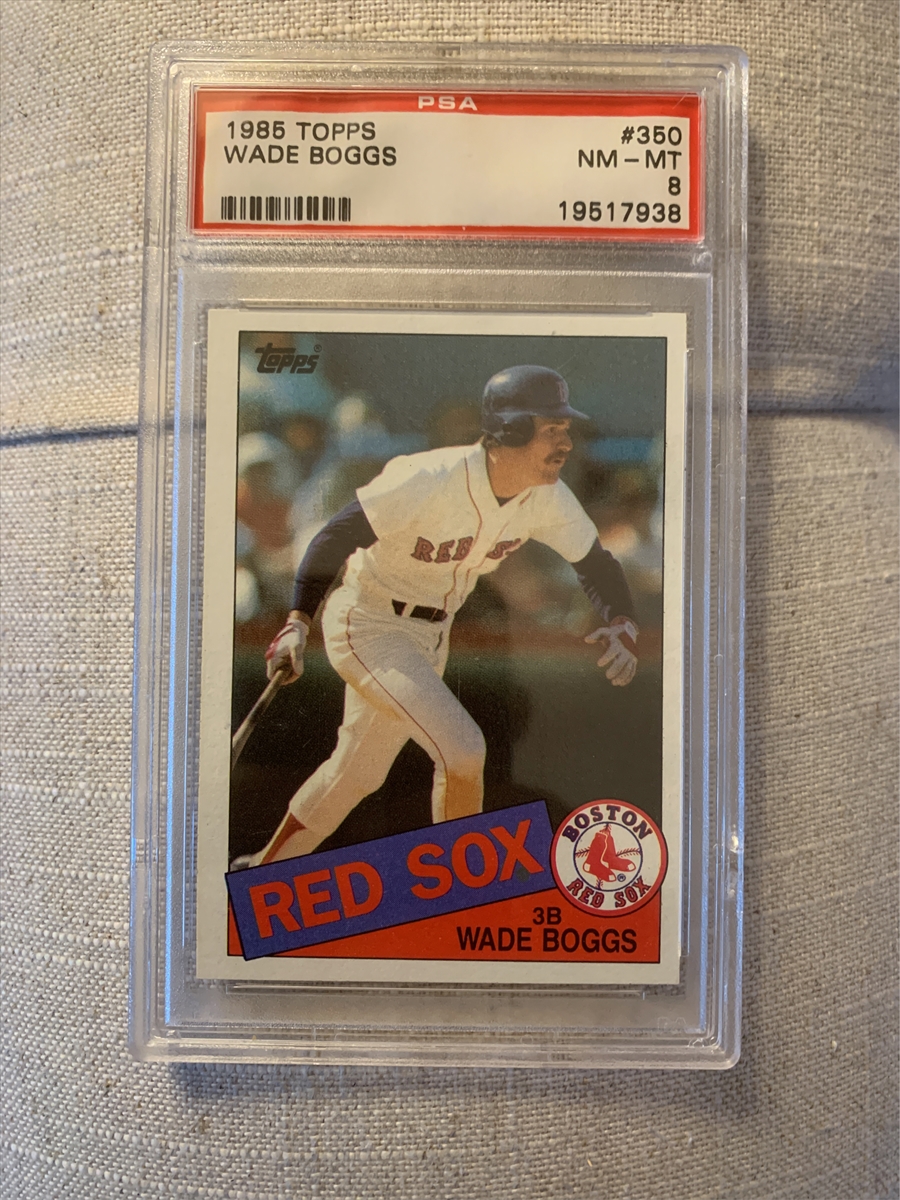 PSA
1985 TOPPS
#350
WADE BOGGS
NM - MT
8
19517938
topps®
RED SOX
BOSTON
RED SOX
®
RED SOX
3B
WADE BOGGS